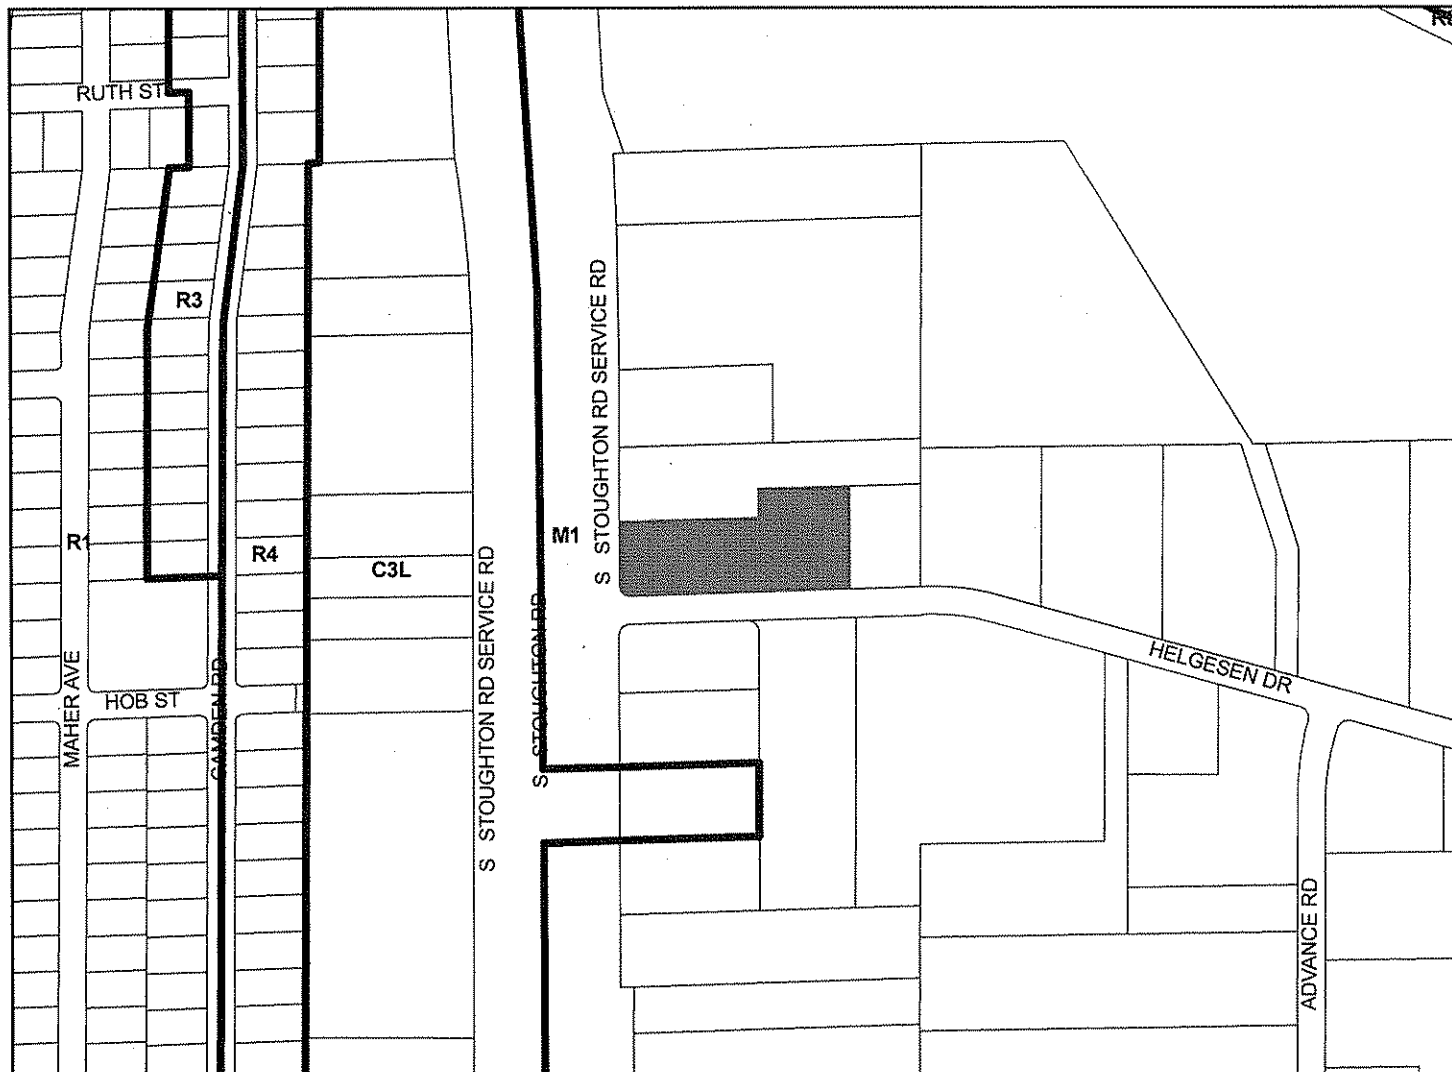 RUTH ST
R3
S STOUGHTON RD SERVICE RD
R1
R4
M1
C3L
S STOUGHTON RD SERVICE RD
S STOUGHTON RD
HELGESEN DR
MAHER AVE
HOB ST
CAMDEN RD
ADVANCE RD